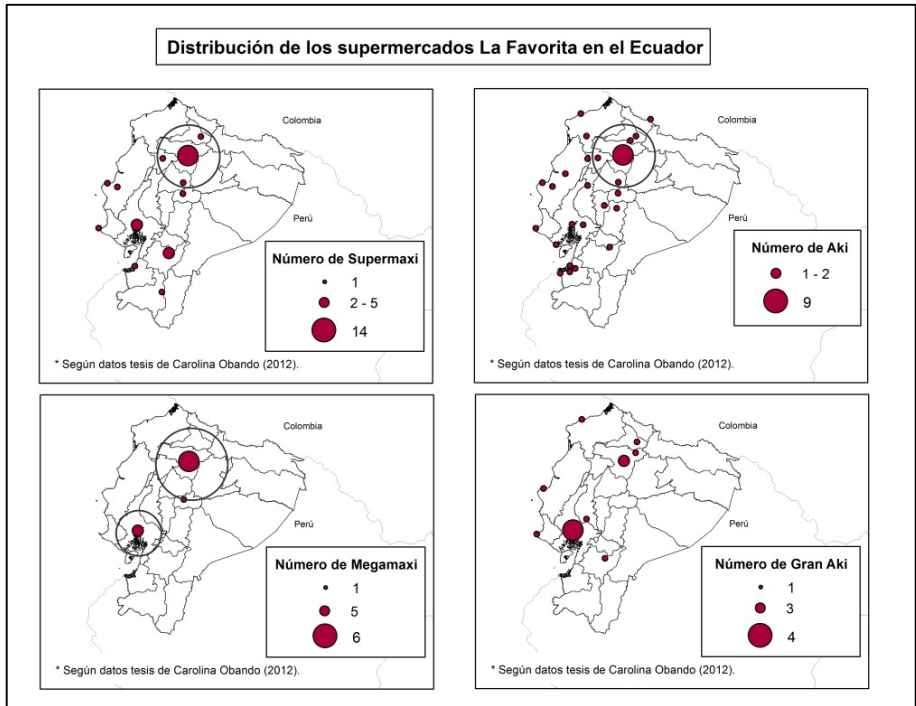 Distribución de los supermercados La Favorita en el Ecuador
Colombia
Perú
Número de Supermaxi
1
2 - 5
14
* Según datos tesis de Carolina Obando (2012).
Colombia
Perú
Número de Aki
1 - 2
9
* Según datos tesis de Carolina Obando (2012).
Colombia
Perú
Número de Megamaxi
1
5
6
* Según datos tesis de Carolina Obando (2012).
Colombia
Perú
Número de Gran Aki
1
3
4
* Según datos tesis de Carolina Obando (2012).